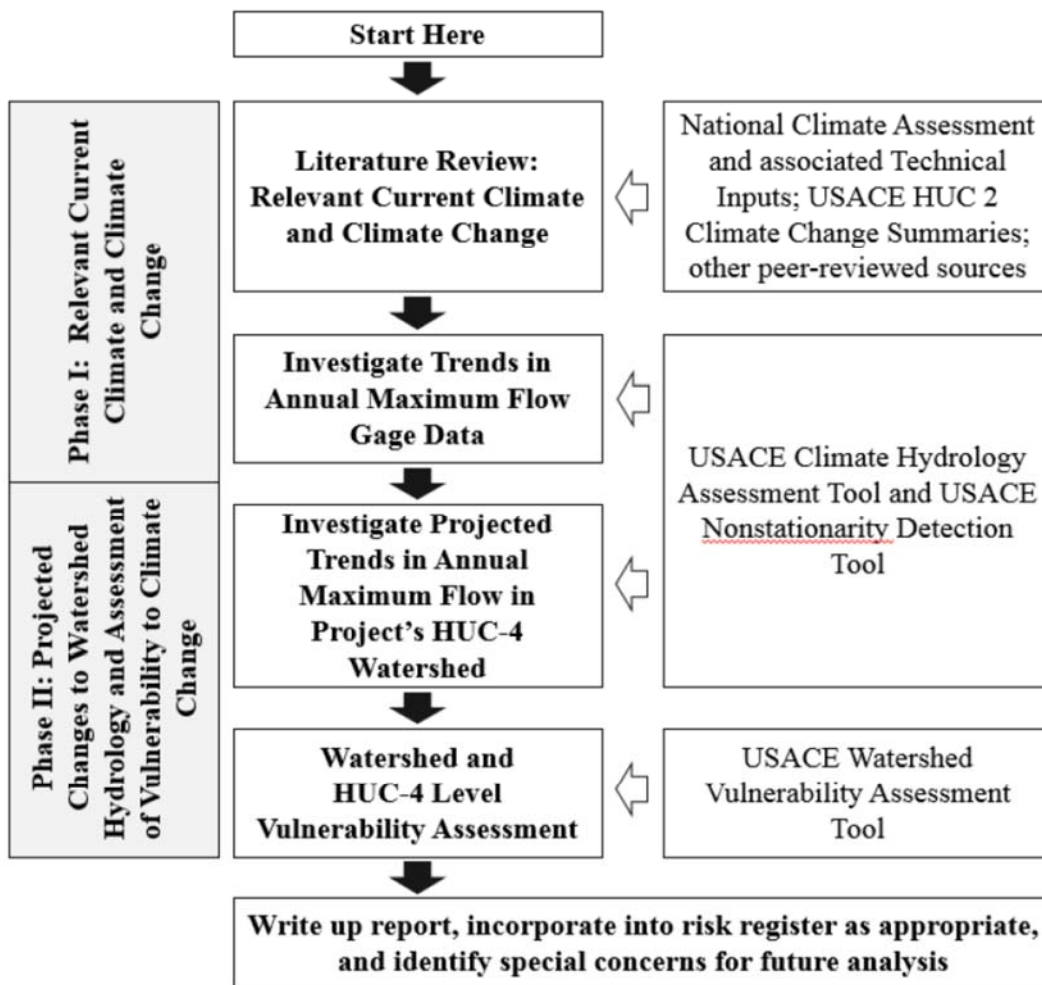 Start Here
Phase I:  Relevant Current
Climate and Climate
Change
Literature Review:
Relevant Current Climate
and Climate Change
National Climate Assessment
and associated Technical
Inputs; USACE HUC 2
Climate Change Summaries;
other peer-reviewed sources
Investigate Trends in
Annual Maximum Flow
Gage Data
USACE Climate Hydrology
Assessment Tool and USACE
Nonstationarity Detection
Tool
Phase II: Projected
Changes to Watershed
Hydrology and Assessment
of Vulnerability to Climate
Change
Investigate Projected
Trends in Annual
Maximum Flow in
Project’s HUC-4
Watershed
Watershed and
HUC-4 Level
Vulnerability Assessment
USACE Watershed
Vulnerability Assessment
Tool
Write up report, incorporate into risk register as appropriate,
and identify special concerns for future analysis